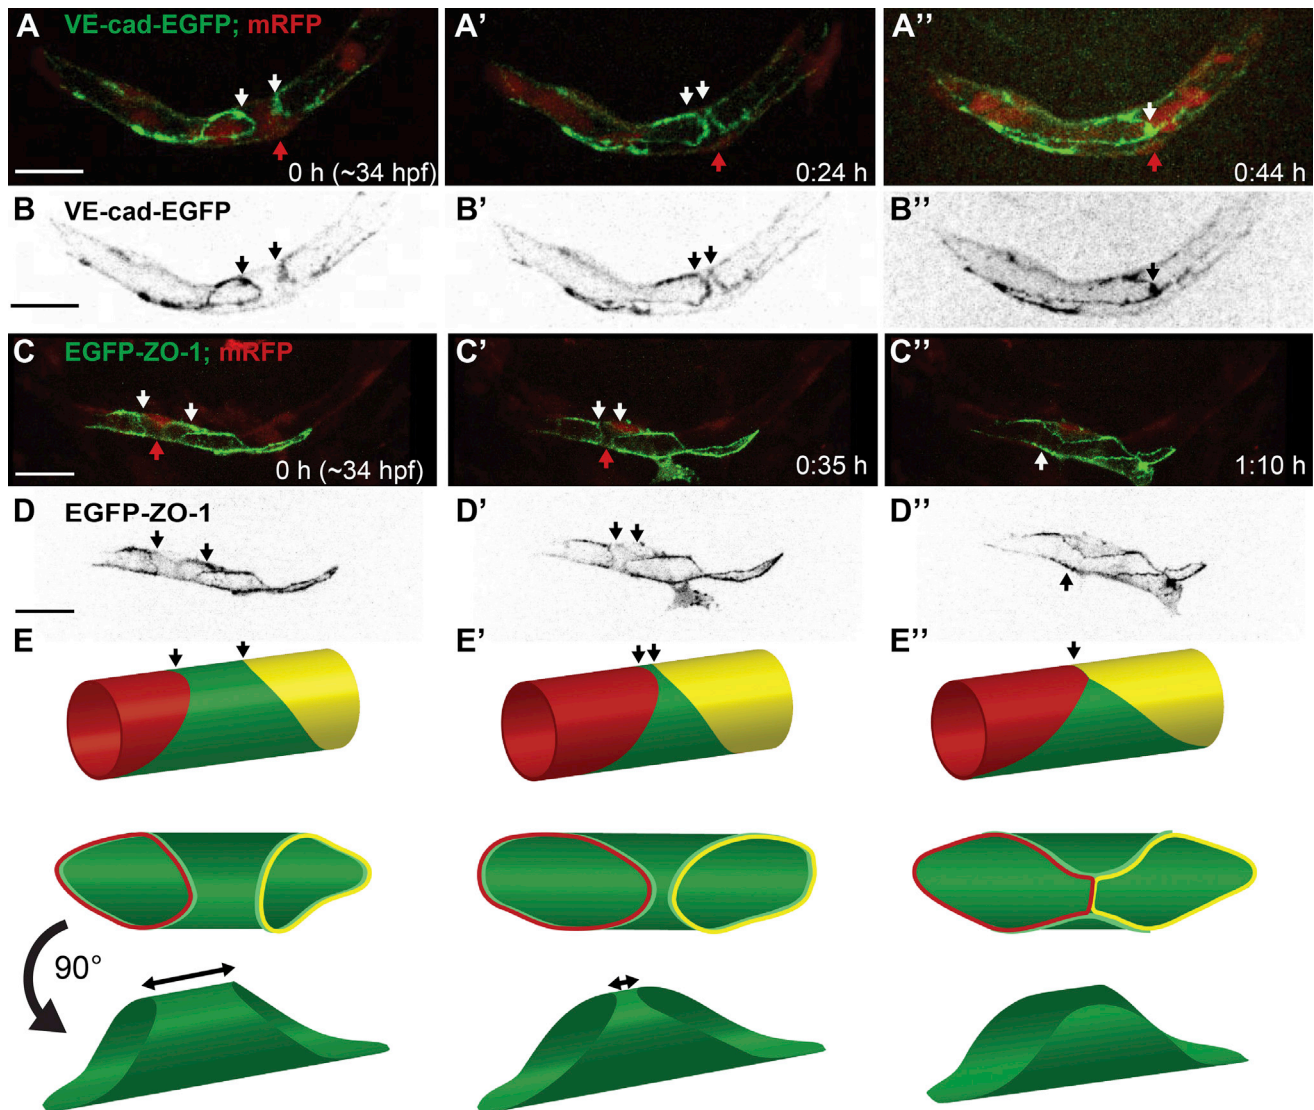 A VE-cad-EGFP; mRFP A' A''
0 h (~34 hpf) 0:24 h 0:44 h
B VE-cad-EGFP B' B''
C EGFP-ZO-1; mRFP C' C''
0 h (~34 hpf) 0:35 h 1:10 h
D EGFP-ZO-1 D' D''
E E' E''
90°